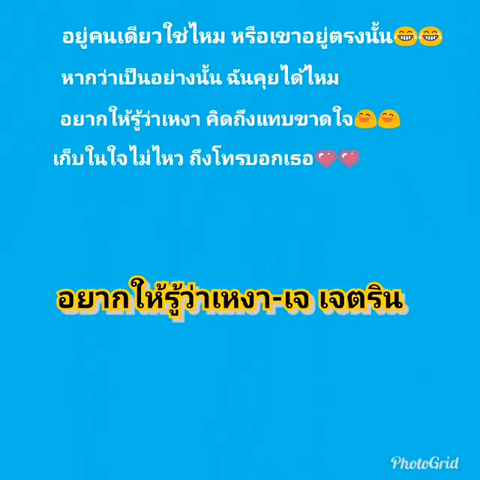 อยู่คนเดียวใช่ไหม หรือเขาอยู่ตรงนั้น😂😂
หากว่าเป็นอย่างนั้น ฉันคุยได้ไหม
อยากให้รู้ว่าเหงา คิดถึงแทบขาดใจ😄😄
เก็บในใจไม่ไหว ถึงโทรบอกเธอ💗💗
อยากให้รู้ว่าเหงา-เจ เจตริน
PhotoGrid